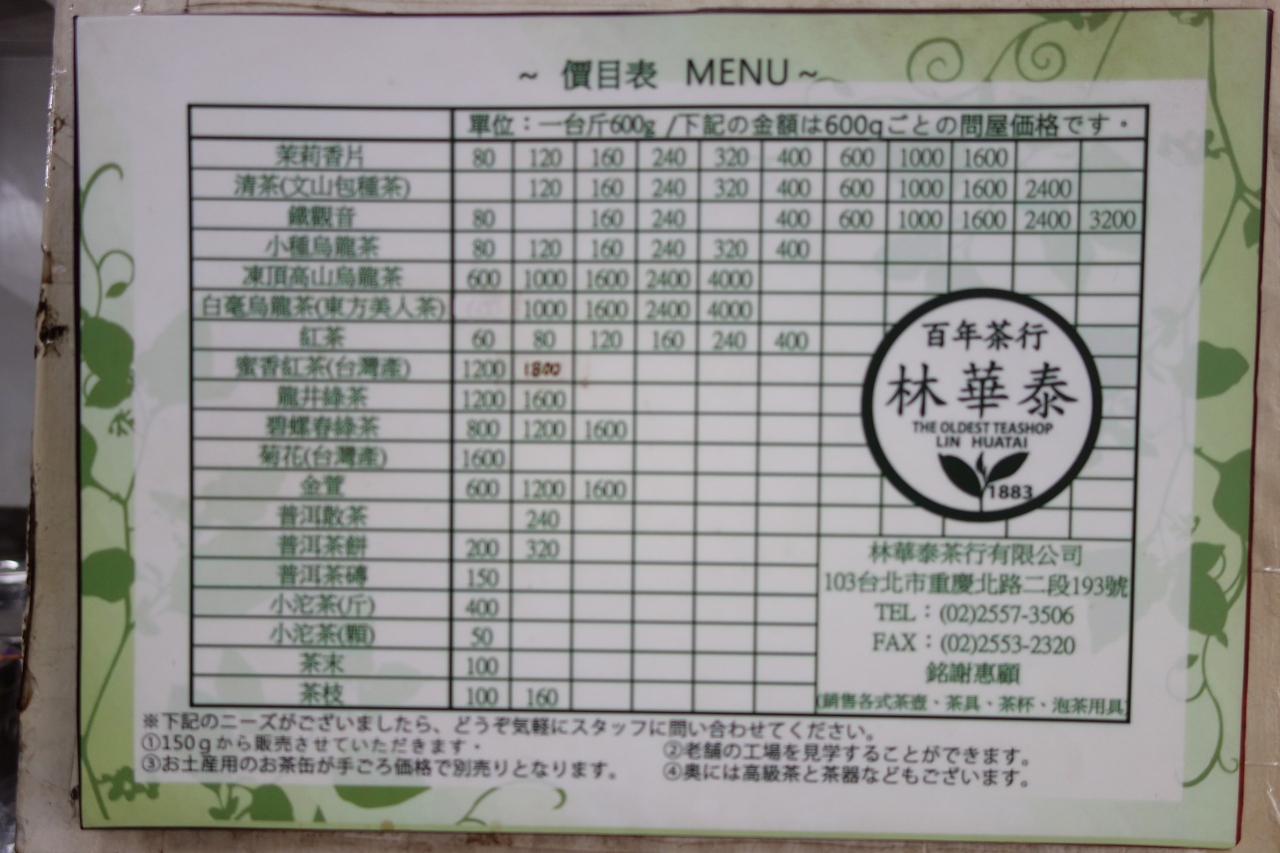 ~ 價目表 MENU ~
單位：一台斤600g /下記の金額は600gごとの問屋価格です・
茉莉香片 80 120 160 240 320 400 600 1000 1600
清茶(文山包種茶) 120 160 240 320 400 600 1000 1600 2400
鐵觀音 80 160 240 400 600 1000 1600 2400 3200
小種烏龍茶 80 120 160 240 320 400
凍頂高山烏龍茶 600 1000 1600 2400 4000
白毫烏龍茶(東方美人茶) 1000 1600 2400 4000
紅茶 60 80 120 160 240 400
蜜香紅茶(台灣產) 1200 1800
龍井綠茶 1200 1600
碧螺春綠茶 800 1200 1600
菊花(台灣產) 1600
金萱 600 1200 1600
普洱散茶 240
普洱茶餅 200 320
普洱茶磚 150
小沱茶(斤) 400
小沱茶(顆) 50
茶末 100
茶枝 100 160
百年茶行
林華泰
THE OLDEST TEASHOP
LIN HUATAI
1883
林華泰茶行有限公司
103台北市重慶北路二段193號
TEL：(02)2557-3506
FAX：(02)2553-2320
銘謝惠顧
(銷售各式茶壺、茶具、茶杯、泡茶用具)
※下記のニーズがございましたら、どうぞ気軽にスタッフに問い合わせてください。
①150ｇから販売させていただきます・ ②老舗の工場を見学することができます。
③お土産用のお茶缶が手ごろ価格で別売りとなります。 ④奥には高級茶と茶器などもございます。